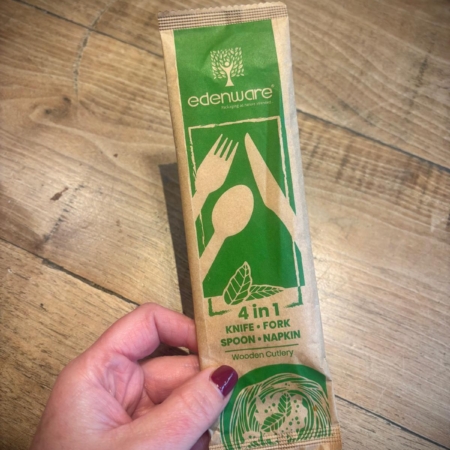 edenware®
4 in 1
KNIFE • FORK
SPOON • NAPKIN
Wooden Cutlery